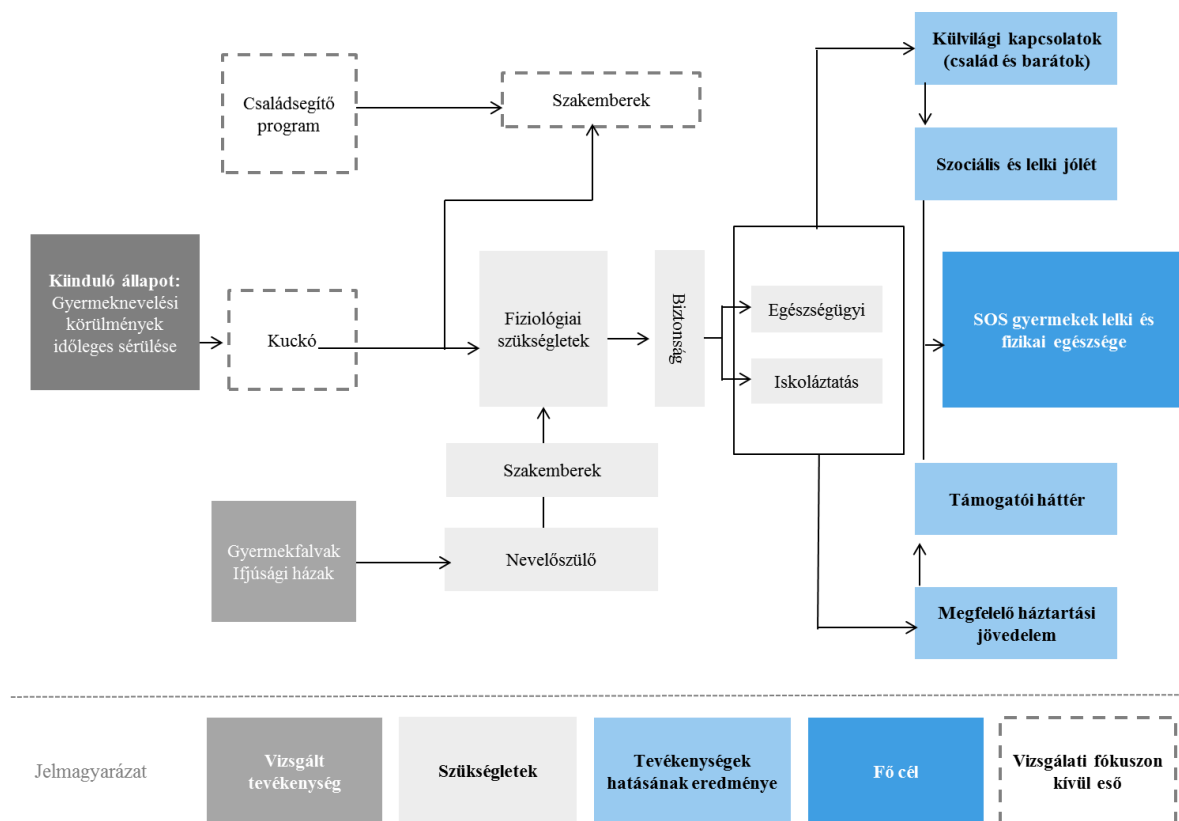 Külvilági kapcsolatok
(család és barátok)
Családsegítő
program
Szakemberek
Szociális és lelki jólét
Kiinduló állapot:
Gyermeknevelési
körülmények
időleges sérülése
Kuckó
Fiziológiai
szükségletek
Biztonság
Egészségügyi
Iskoláztatás
SOS gyermekek lelki és
fizikai egészsége
Szakemberek
Támogatói háttér
Gyermekfalvak
Ifjúsági házak
Nevelőszülő
Megfelelő háztartási
jövedelem
Jelmagyarázat
Vizsgált
tevékenység
Szükségletek
Tevékenységek
hatásának eredménye
Fő cél
Vizsgálati fókuszon
kívül eső